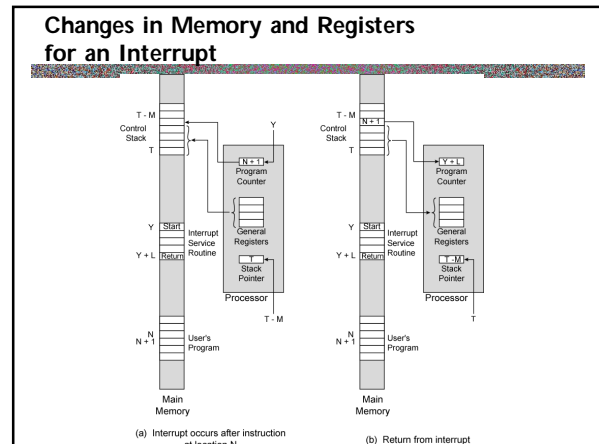 Changes in Memory and Registers
for an Interrupt
T - M
Control
Stack
T
Y
N + 1
Program
Counter
Y
Start
Interrupt
Service
Routine
Y + L
Return
General
Registers
T
Stack
Pointer
Processor
T - M
N
N + 1
User's
Program
Main
Memory
(a) Interrupt occurs after instruction
at location N
T - M
N + 1
Control
Stack
T
Y + L
Program
Counter
Y
Start
Interrupt
Service
Routine
Y + L
Return
General
Registers
T -M
Stack
Pointer
Processor
T
N
N + 1
User's
Program
Main
Memory
(b) Return from interrupt